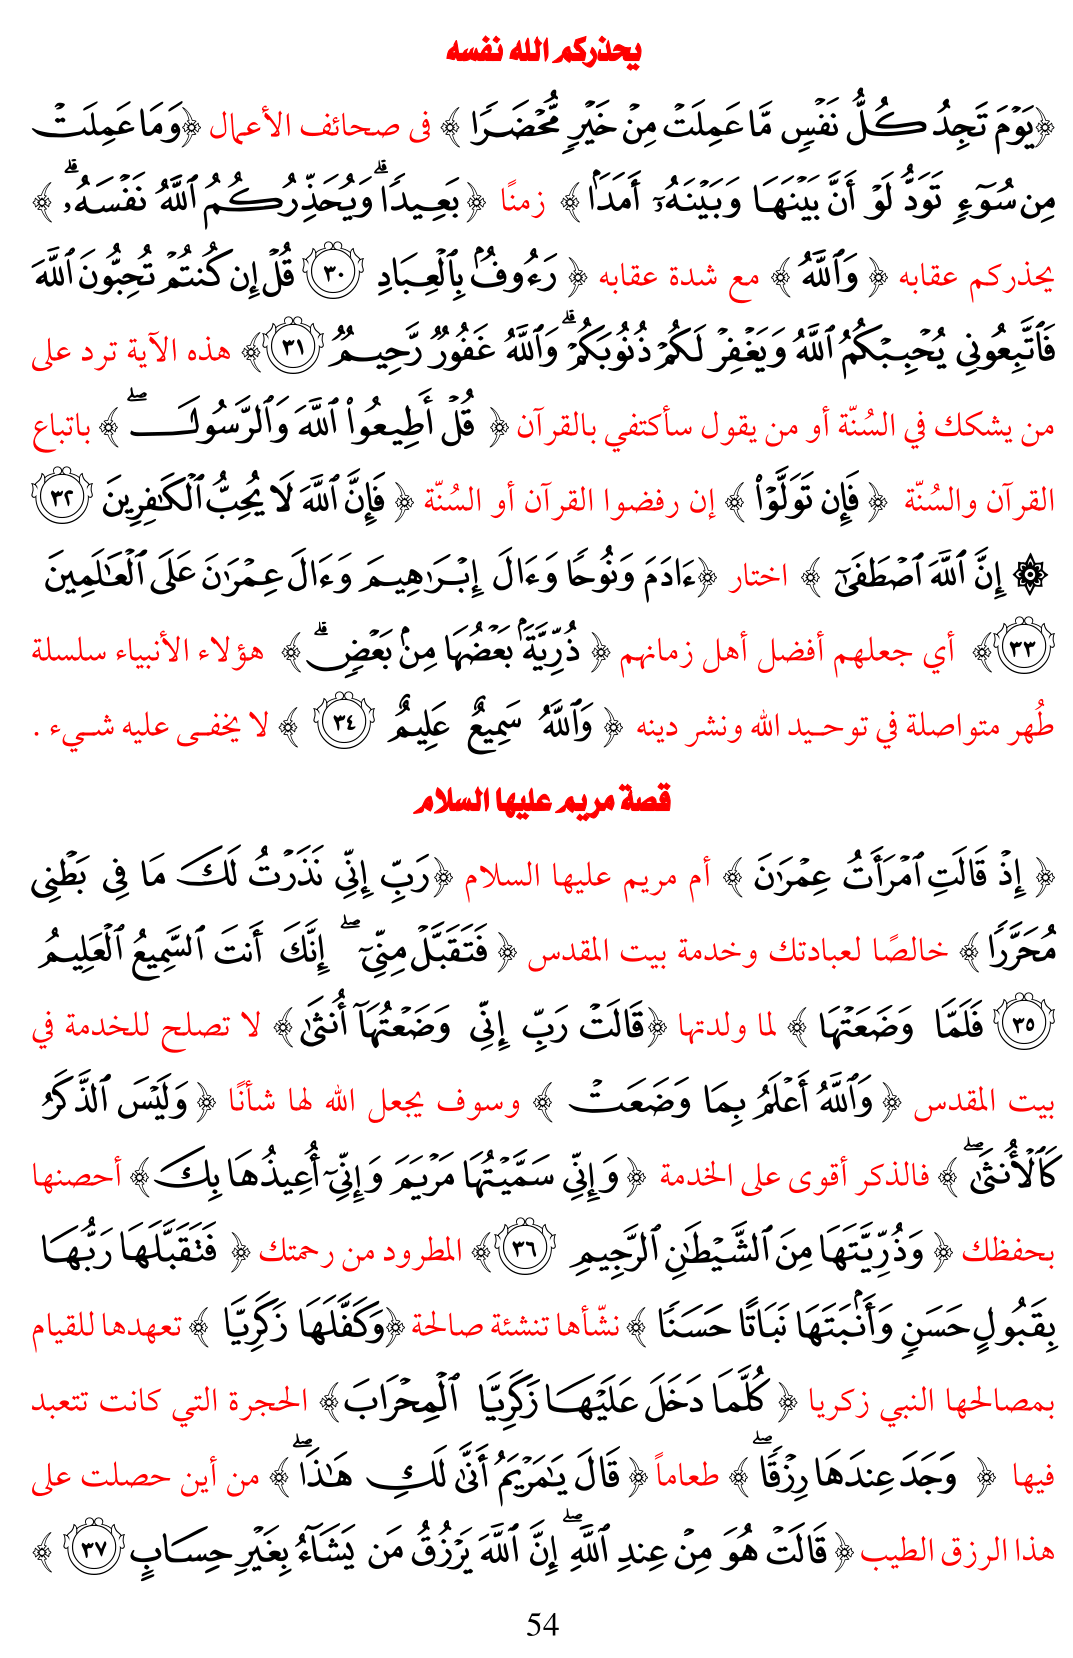 يحذركم الله نفسه
﴿يَوْمَ تَجِدُ كُلُّ نَفْسٍ مَّا عَمِلَتْ مِنْ خَيْرٍ مُّحْضَرًا ﴾ فى صحائف الأعمال ﴿وَمَا عَمِلَتْ
مِن سُوٓءٍ تَوَدُّ لَوْ أَنَّ بَيْنَهَا وَبَيْنَهُۥٓ أَمَدَۢا﴾ زمنًا ﴿ بَعِيدًا ۗ وَيُحَذِّرُكُمُ ٱللَّهُ نَفْسَهُۥ ۗ ﴾
يحذركم عقابه ﴿ وَٱللَّهُ ﴾ مع شدة عقابه ﴿ رَءُوفٌۢ بِٱلْعِبَادِ ٣٠ قُلْ إِن كُنتُمْ تُحِبُّونَ ٱللَّهَ
فَٱتَّبِعُونِى يُحْبِبْكُمُ ٱللَّهُ وَيَغْفِرْ لَكُمْ ذُنُوبَكُمْ ۗ وَٱللَّهُ غَفُورٌ رَّحِيمٌ ٣١﴾ هذه الآية ترد على
من يشكك في السُنّة أو من يقول سأكتفي بالقرآن ﴿ قُلْ أَطِيعُوا۟ ٱللَّهَ وَٱلرَّسُولَ ۖ ﴾ باتباع
القرآن والسُنّة ﴿ فَإِن تَوَلَّوْا۟ ﴾ إن رفضوا القرآن أو السُنّة ﴿ فَإِنَّ ٱللَّهَ لَا يُحِبُّ ٱلْكَٰفِرِينَ ٣٢
۞ إِنَّ ٱللَّهَ ٱصْطَفَىٰٓ ﴾ اختار ﴿ءَادَمَ وَنُوحًا وَءَالَ إِبْرَٰهِيمَ وَءَالَ عِمْرَٰنَ عَلَى ٱلْعَٰلَمِينَ
٣٣﴾ أي جعلهم أفضل أهل زمانهم ﴿ ذُرِّيَّةًۢ بَعْضُهَا مِنۢ بَعْضٍ ۗ ﴾ هؤلاء الأنبياء سلسلة
طُهر متواصلة في توحيد الله ونشر دينه ﴿ وَٱللَّهُ سَمِيعٌ عَلِيمٌ ٣٤ ﴾ لا يخفى عليه شيء .
قصة مريم عليها السلام
﴿ إِذْ قَالَتِ ٱمْرَأَتُ عِمْرَٰنَ ﴾ أم مريم عليها السلام ﴿رَبِّ إِنِّى نَذَرْتُ لَكَ مَا فِى بَطْنِى
مُحَرَّرًا ﴾ خالصًا لعبادتك وخدمة بيت المقدس ﴿ فَتَقَبَّلْ مِنِّىٓ ۖ إِنَّكَ أَنتَ ٱلسَّمِيعُ ٱلْعَلِيمُ
٣٥ فَلَمَّا وَضَعَتْهَا ﴾ لما ولدتها ﴿قَالَتْ رَبِّ إِنِّى وَضَعْتُهَآ أُنثَىٰ﴾ لا تصلح للخدمة في
بيت المقدس ﴿ وَٱللَّهُ أَعْلَمُ بِمَا وَضَعَتْ ﴾ وسوف يجعل الله لها شأنًا ﴿ وَلَيْسَ ٱلذَّكَرُ
كَٱلْأُنثَىٰ ۖ ﴾ فالذكر أقوى على الخدمة ﴿ وَإِنِّى سَمَّيْتُهَا مَرْيَمَ وَإِنِّىٓ أُعِيذُهَا بِكَ﴾ أحصنها
بحفظك ﴿ وَذُرِّيَّتَهَا مِنَ ٱلشَّيْطَٰنِ ٱلرَّجِيمِ ٣٦﴾ المطرود من رحمتك ﴿ فَتَقَبَّلَهَا رَبُّهَا
بِقَبُولٍ حَسَنٍ وَأَنۢبَتَهَا نَبَاتًا حَسَنًا ﴾ نشّأها تنشئة صالحة ﴿وَكَفَّلَهَا زَكَرِيَّا ﴾ تعهدها للقيام
بمصالحها النبي زكريا ﴿ كُلَّمَا دَخَلَ عَلَيْهَا زَكَرِيَّا ٱلْمِحْرَابَ﴾ الحجرة التي كانت تتعبد
فيها ﴿ وَجَدَ عِندَهَا رِزْقًا ۖ ﴾ طعاماً ﴿ قَالَ يَٰمَرْيَمُ أَنَّىٰ لَكِ هَٰذَا ۖ ﴾ من أين حصلت على
هذا الرزق الطيب ﴿ قَالَتْ هُوَ مِنْ عِندِ ٱللَّهِ ۖ إِنَّ ٱللَّهَ يَرْزُقُ مَن يَشَآءُ بِغَيْرِ حِسَابٍ ٣٧ ﴾
54